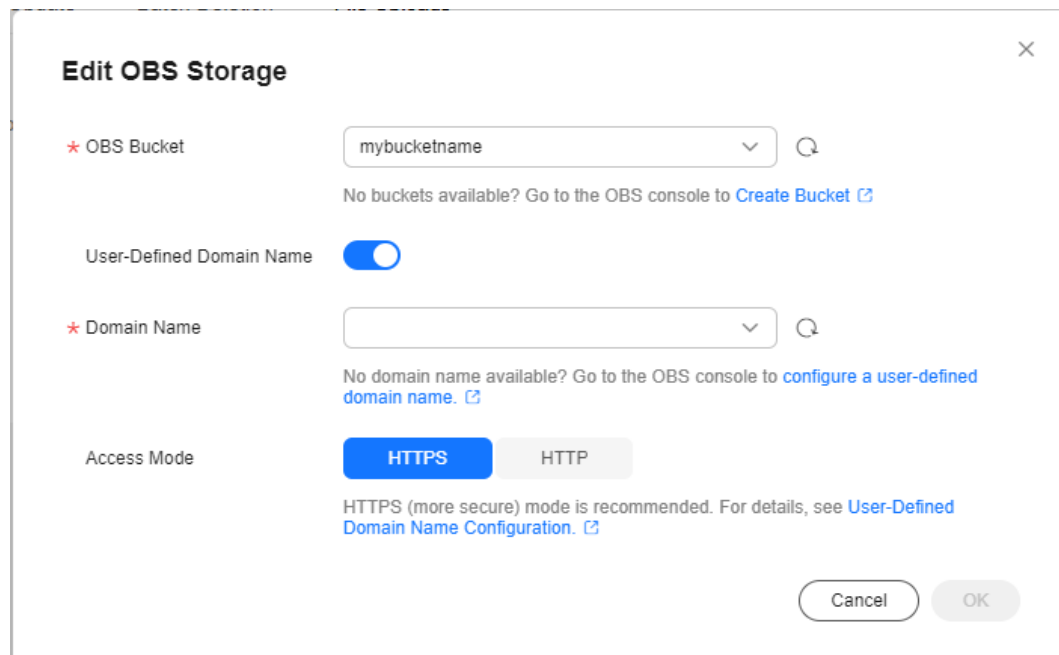 Edit OBS Storage
* OBS Bucket
mybucketname
No buckets available? Go to the OBS console to Create Bucket
User-Defined Domain Name
* Domain Name
No domain name available? Go to the OBS console to configure a user-defined
domain name.
Access Mode
HTTPS
HTTP
HTTPS (more secure) mode is recommended. For details, see User-Defined
Domain Name Configuration.
Cancel
OK